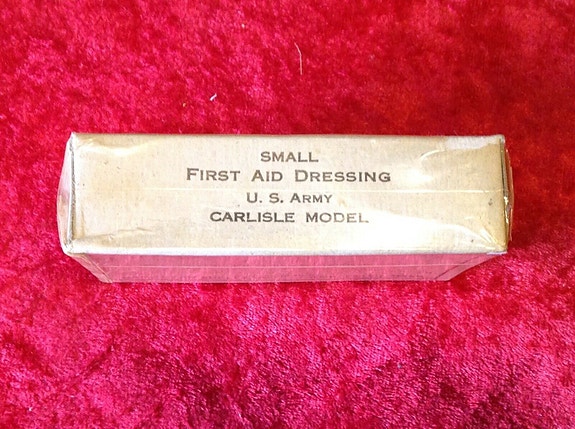 SMALL
FIRST AID DRESSING
U. S. ARMY
CARLISLE MODEL